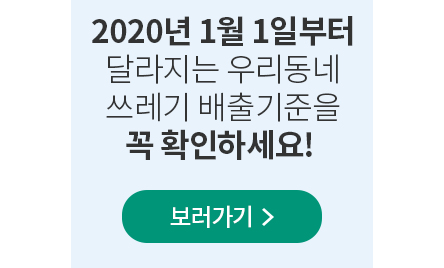 2020년 1월 1일부터
달라지는 우리동네
쓰레기 배출기준을
꼭 확인하세요!
보러가기